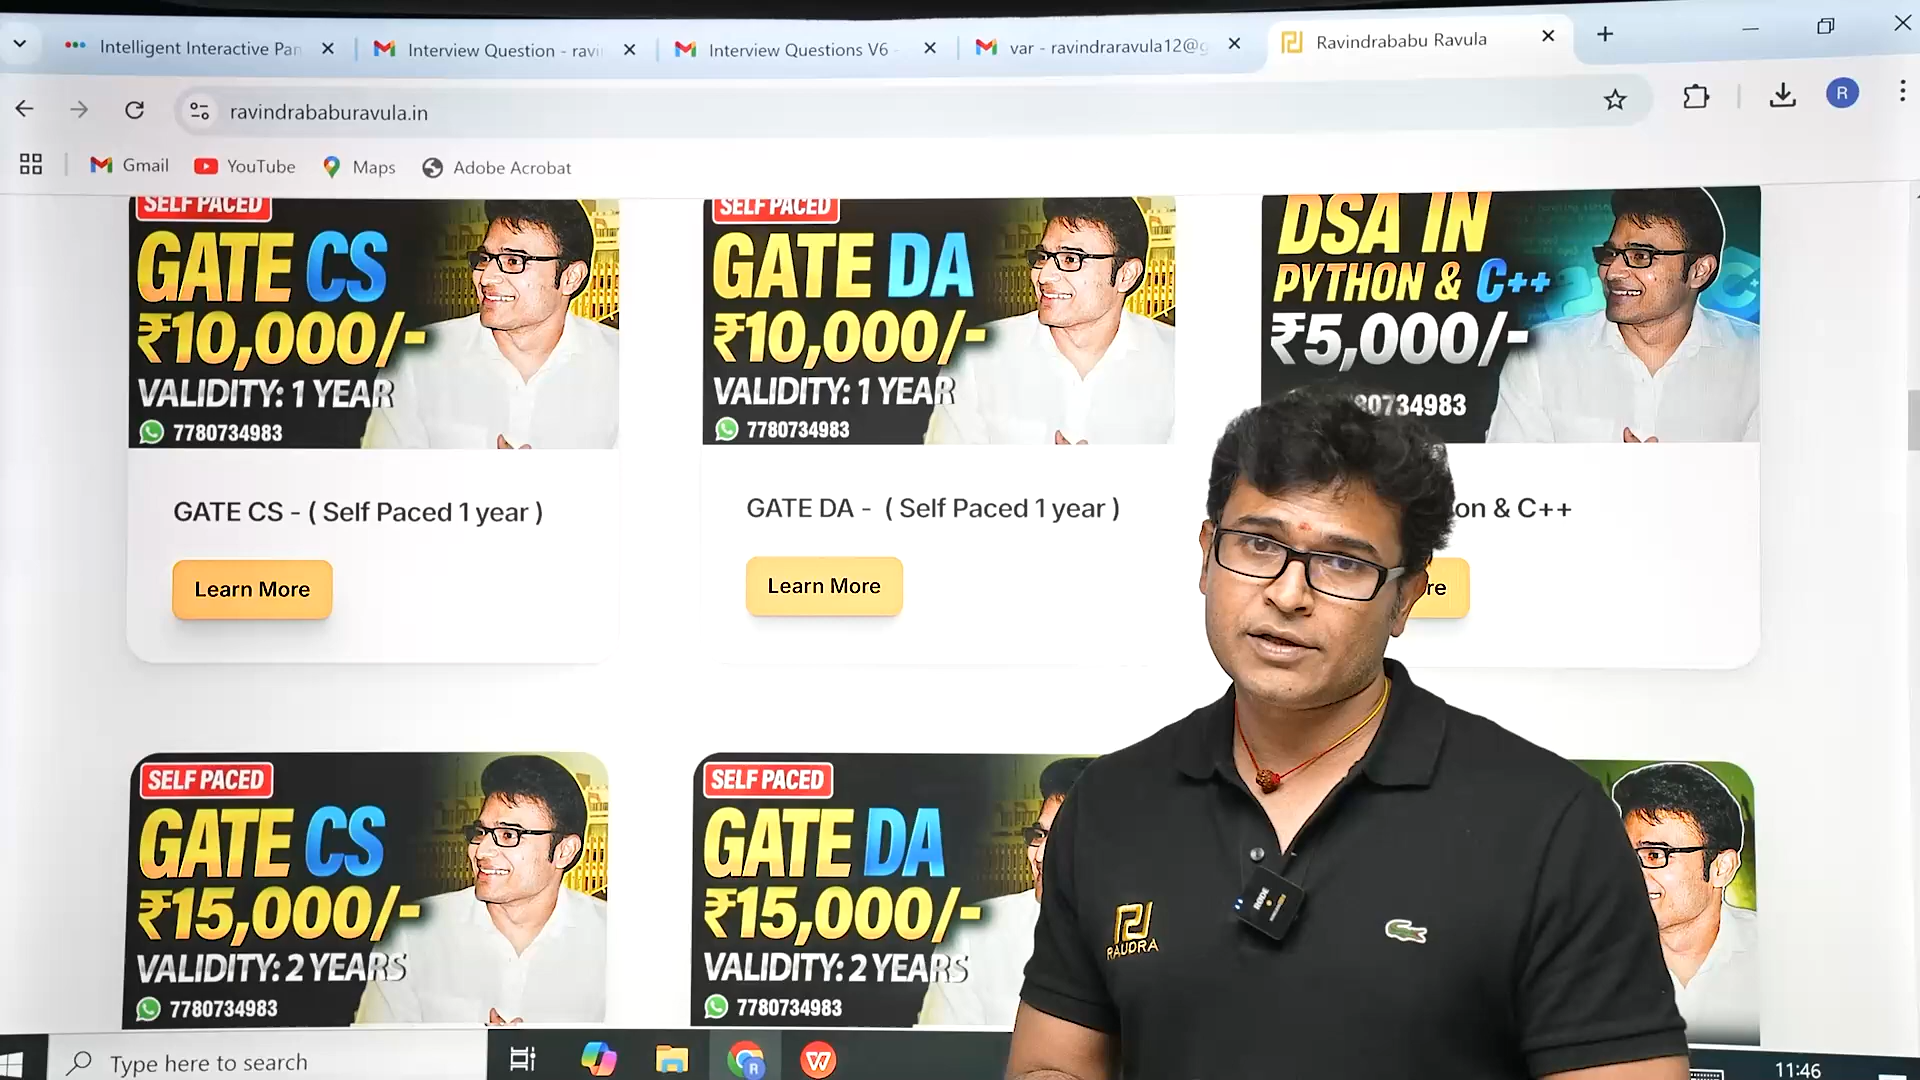 Intelligent Interactive Pan
Interview Question - ravi
Interview Questions V6 -
var - ravindraravula12@g
Ravindrababu Ravula
R
ravindrababuravula.in
Gmail
YouTube
Maps
Adobe Acrobat
SELF PACED
GATE CS
₹10,000/-
VALIDITY: 1 YEAR
7780734983
GATE CS - ( Self Paced 1 year )
Learn More
SELF PACED
GATE DA
₹10,000/-
VALIDITY: 1 YEAR
7780734983
GATE DA - ( Self Paced 1 year )
Learn More
DSA IN
PYTHON & C++
₹5,000/-
80734983
on & C++
re
SELF PACED
GATE CS
₹15,000/-
VALIDITY: 2 YEARS
7780734983
SELF PACED
GATE DA
₹15,000/-
VALIDITY: 2 YEARS
7780734983
RAUDRA
RODE
Type here to search
R
W
11:46